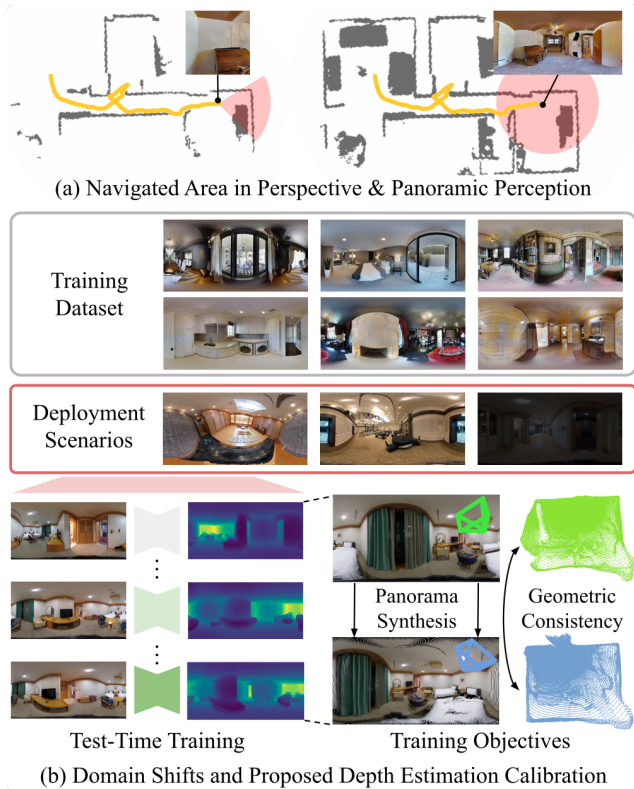 (a) Navigated Area in Perspective & Panoramic Perception
Training
Dataset
Deployment
Scenarios
Panorama
Synthesis
Geometric
Consistency
Test-Time Training
Training Objectives
(b) Domain Shifts and Proposed Depth Estimation Calibration